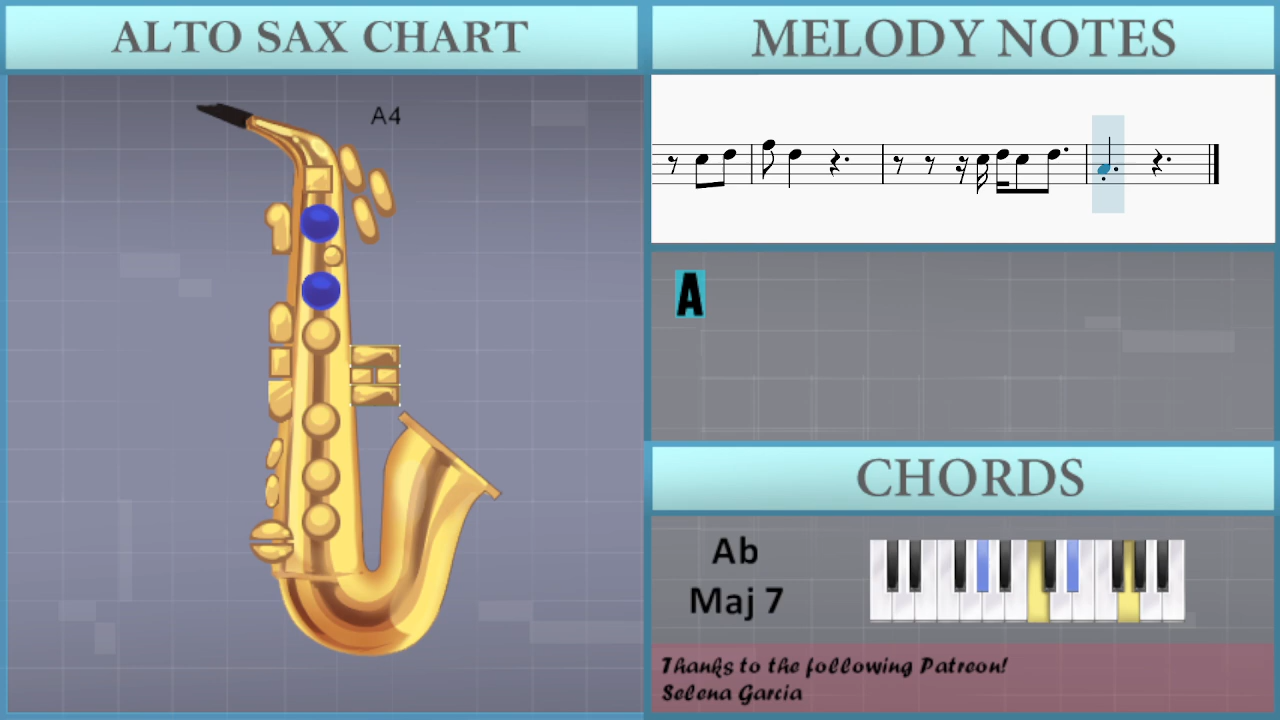 ALTO SAX CHART
A4
MELODY NOTES
A
CHORDS
Ab
Maj 7
Thanks to the following Patreon!
Selena Garcia